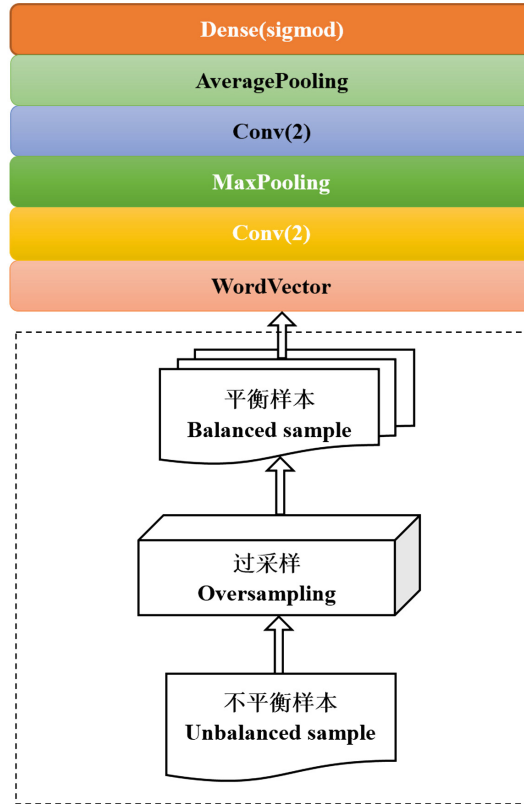 Dense(sigmod)
AveragePooling
Conv(2)
MaxPooling
Conv(2)
WordVector
平衡样本
Balanced sample
过采样
Oversampling
不平衡样本
Unbalanced sample